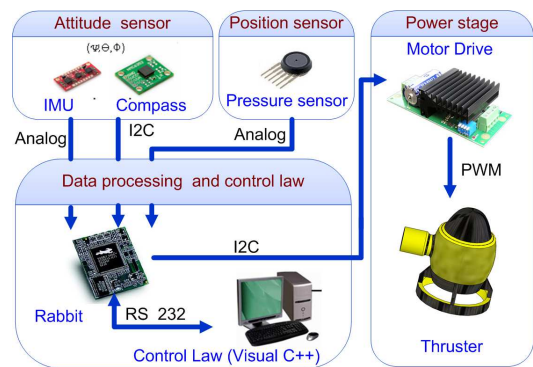 Attitude sensor
(Ψ,Θ,Φ)
IMU
Compass
Position sensor
Pressure sensor
Power stage
Motor Drive
Analog
I2C
Analog
Data processing and control law
Rabbit
RS 232
I2C
Control Law (Visual C++)
PWM
Thruster